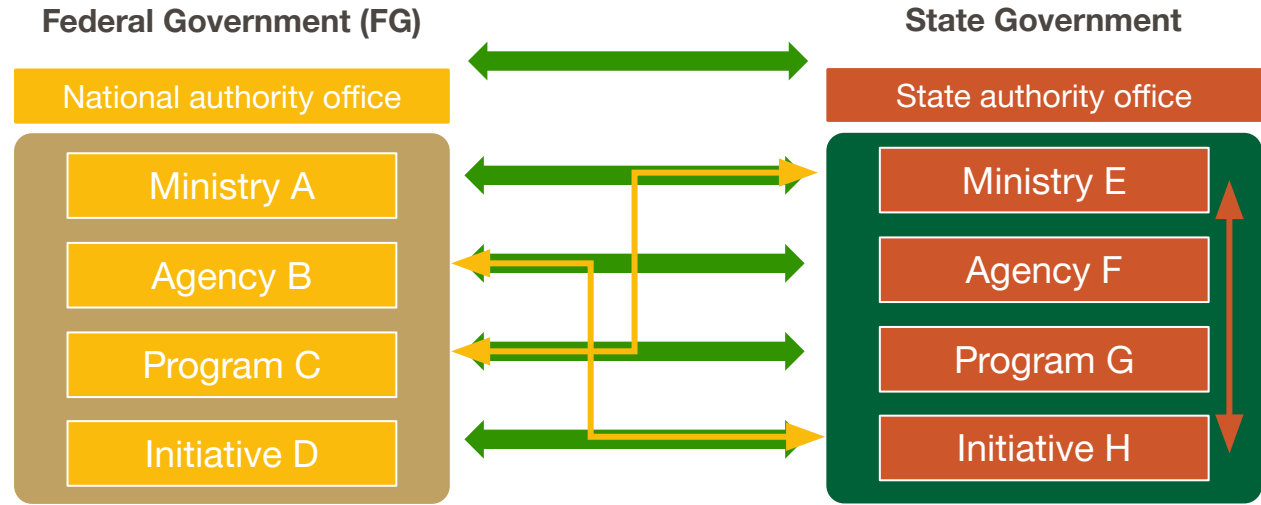 Federal Government (FG)
State Government
National authority office
State authority office
Ministry A
Ministry E
Agency B
Agency F
Program C
Program G
Initiative D
Initiative H